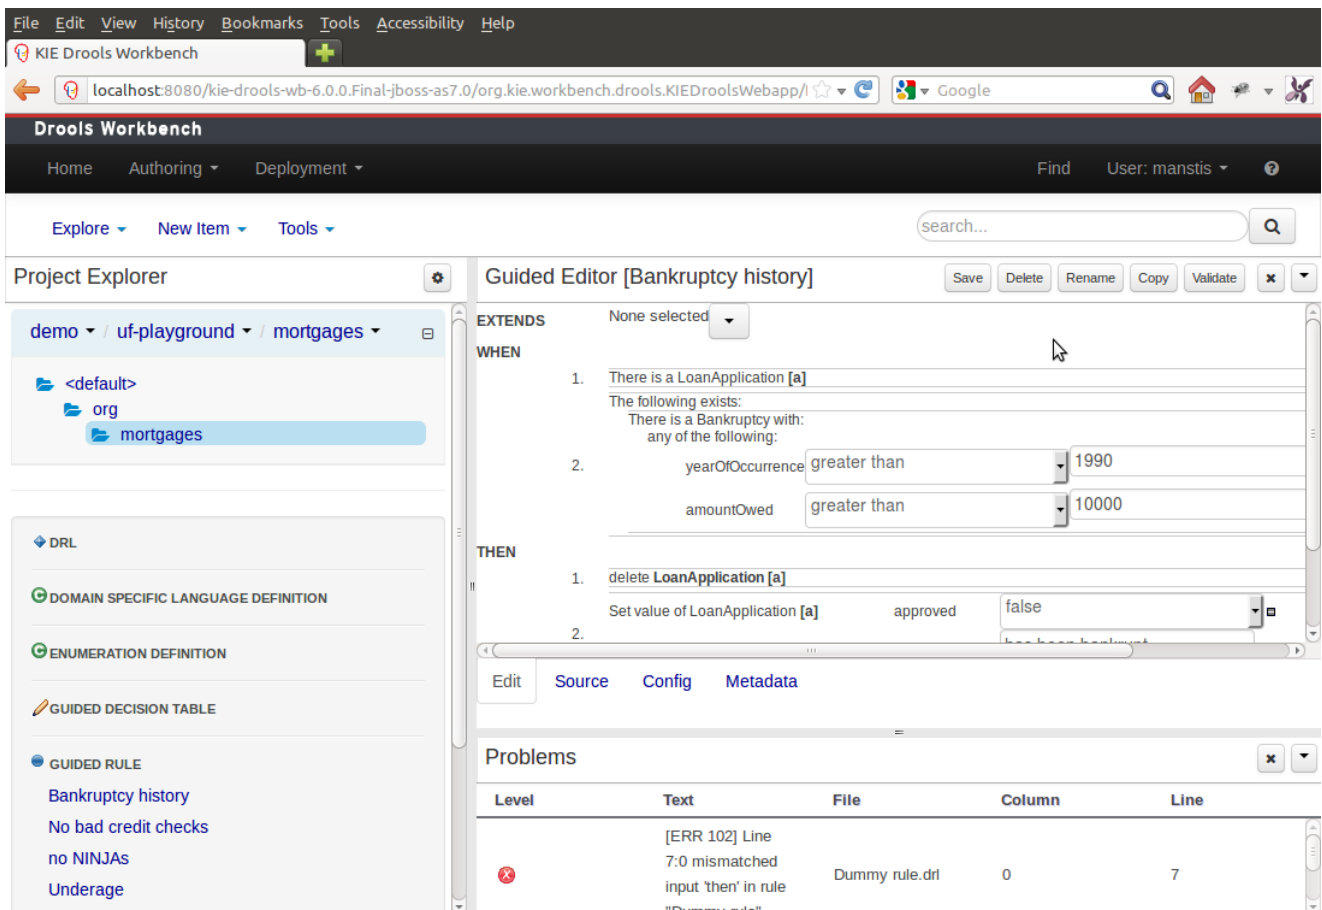 File Edit View History Bookmarks Tools Accessibility Help
KIE Drools Workbench
localhost:8080/kie-drools-wb-6.0.0.Final-jboss-as7.0/org.kie.workbench.drools.KIEDroolsWebapp/
Google
Drools Workbench
Home Authoring Deployment Find User: manstis
Explore New Item Tools search...
Project Explorer
demo / uf-playground / mortgages
<default>
org
mortgages
DRL
DOMAIN SPECIFIC LANGUAGE DEFINITION
ENUMERATION DEFINITION
GUIDED DECISION TABLE
GUIDED RULE
Bankruptcy history
No bad credit checks
no NINJAs
Underage
Guided Editor [Bankruptcy history] Save Delete Rename Copy Validate
EXTENDS None selected
WHEN
1. There is a LoanApplication [a]
The following exists:
There is a Bankruptcy with:
any of the following:
2. yearOfOccurrence greater than 1990
amountOwed greater than 10000
THEN
1. delete LoanApplication [a]
Set value of LoanApplication [a] approved false
2. has been bankrupt
Edit Source Config Metadata
Problems
Level Text File Column Line
[ERR 102] Line
7:0 mismatched
input 'then' in rule
"Dummy rule"
Dummy rule.drl 0 7